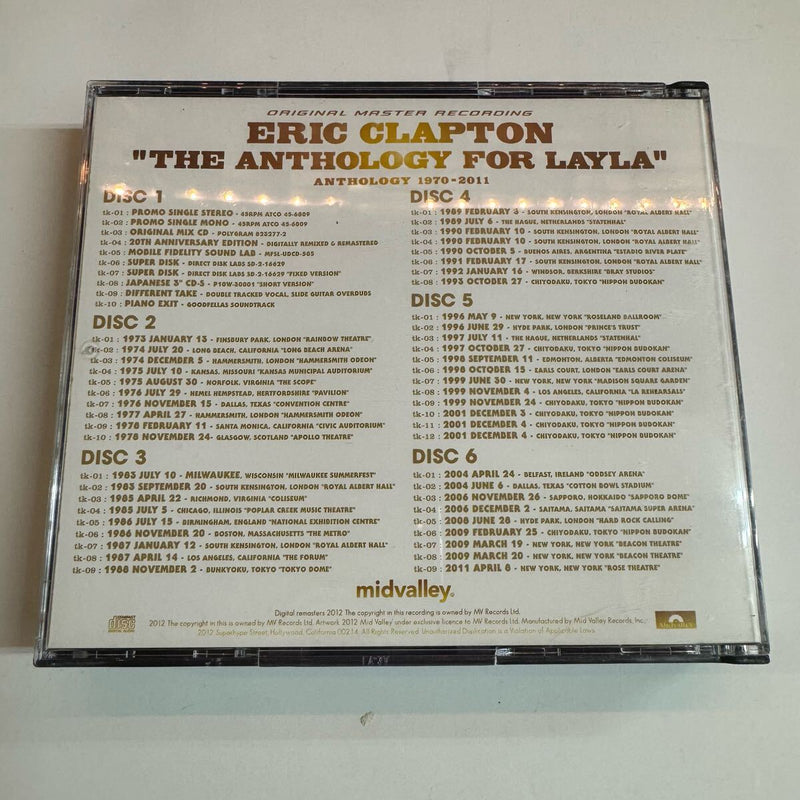 ORIGINAL MASTER RECORDING
ERIC CLAPTON
"THE ANTHOLOGY FOR LAYLA"
ANTHOLOGY 1970-2011
DISC 1
tk-01 : PROMO SINGLE STEREO - 45RPM ATCO 45-6809
tk-02 : PROMO SINGLE MONO - 45RPM ATCO 45-6809
tk-03 : ORIGINAL MIX CD - POLYGRAM 823277-2
tk-04 : 20TH ANNIVERSARY EDITION - DIGITALLY REMIXED & REMASTERED
tk-05 : MOBILE FIDELITY SOUND LAB - MFSL-UDCD-585
tk-06 : SUPER DISK - DIRECT DISK LABS SD-2-16629
tk-07 : SUPER DISK - DIRECT DISK LABS SD-2-16629 "FIXED VERSION"
tk-08 : JAPANESE 3" CD-S - P10W-20001 "SHORT VERSION"
tk-09 : DIFFERENT TAKE - DOUBLE TRACKED VOCAL, SLIDE GUITAR OVERDUBS
tk-10 : PIANO EXIT - GOODFELLAS SOUNDTRACK
DISC 2
tk-01 : 1973 JANUARY 13 - FINSBURY PARK, LONDON "RAINBOW THEATRE"
tk-02 : 1974 JULY 20 - LONG BEACH, CALIFORNIA "LONG BEACH ARENA"
tk-03 : 1974 DECEMBER 5 - HAMMERSMITH, LONDON "HAMMERSMITH ODEON"
tk-04 : 1975 JULY 10 - KANSAS, MISSOURI "KANSAS MUNICIPAL AUDITORIUM"
tk-05 : 1975 AUGUST 30 - NORFOLK, VIRGINIA "THE SCOPE"
tk-06 : 1976 JULY 29 - HEMEL HEMPSTEAD, HERTFORDSHIRE "PAVILION"
tk-07 : 1976 NOVEMBER 15 - DALLAS, TEXAS "CONVENTION CENTRE"
tk-08 : 1977 APRIL 27 - HAMMERSMITH, LONDON "HAMMERSMITH ODEON"
tk-09 : 1978 FEBRUARY 11 - SANTA MONICA, CALIFORNIA "CIVIC AUDITORIUM"
tk-10 : 1978 NOVEMBER 24 - GLASGOW, SCOTLAND "APOLLO THEATRE"
DISC 3
tk-01 : 1983 JULY 10 - MILWAUKEE, WISCONSIN "MILWAUKEE SUMMERFEST"
tk-02 : 1983 SEPTEMBER 20 - SOUTH KENSINGTON, LONDON "ROYAL ALBERT HALL"
tk-03 : 1985 APRIL 22 - RICHMOND, VIRGINIA "COLISEUM"
tk-04 : 1985 JULY 5 - CHICAGO, ILLINOIS "POPLAR CREEK MUSIC THEATRE"
tk-05 : 1986 JULY 15 - BIRMINGHAM, ENGLAND "NATIONAL EXHIBITION CENTRE"
tk-06 : 1986 NOVEMBER 20 - BOSTON, MASSACHUSETTS "THE METRO"
tk-07 : 1987 JANUARY 12 - SOUTH KENSINGTON, LONDON "ROYAL ALBERT HALL"
tk-08 : 1987 APRIL 14 - LOS ANGELES, CALIFORNIA "THE FORUM"
tk-09 : 1988 NOVEMBER 2 - BUNKYOUKU, TOKYO "TOKYO DOME"
DISC 4
tk-01 : 1989 FEBRUARY 3 - SOUTH KENSINGTON, LONDON "ROYAL ALBERT HALL"
tk-02 : 1989 JULY 6 - THE HAGUE, NETHERLANDS "STATENHAL"
tk-03 : 1990 FEBRUARY 10 - SOUTH KENSINGTON, LONDON "ROYAL ALBERT HALL"
tk-04 : 1990 FEBRUARY 10 - SOUTH KENSINGTON, LONDON "ROYAL ALBERT HALL"
tk-05 : 1990 OCTOBER 5 - BUENOS AIRES, ARGENTINA "ESTADIO RIVER PLATE"
tk-06 : 1991 FEBRUARY 17 - SOUTH KENSINGTON, LONDON "ROYAL ALBERT HALL"
tk-07 : 1992 JANUARY 16 - WINDSOR, BERKSHIRE "BRAY STUDIOS"
tk-08 : 1993 OCTOBER 27 - CHIYODAKU, TOKYO "NIPPON BUDOKAN"
DISC 5
tk-01 : 1996 MAY 9 - NEW YORK, NEW YORK "ROSELAND BALLROOM"
tk-02 : 1996 JUNE 29 - HYDE PARK, LONDON "PRINCE'S TRUST"
tk-03 : 1997 JULY 11 - THE HAGUE, NETHERLANDS "STATENHAL"
tk-04 : 1997 OCTOBER 27 - CHIYODAKU, TOKYO "NIPPON BUDOKAN"
tk-05 : 1998 SEPTEMBER 11 - EDMONTON, ALBERTA "EDMONTON COLISEUM"
tk-06 : 1998 OCTOBER 15 - EARLS COURT, LONDON "EARLS COURT ARENA"
tk-07 : 1999 JUNE 30 - NEW YORK, NEW YORK "MADISON SQUARE GARDEN"
tk-08 : 1999 NOVEMBER 4 - LOS ANGELES, CALIFORNIA "LA REHEARSALS"
tk-09 : 1999 NOVEMBER 24 - CHIYODAKU, TOKYO "NIPPON BUDOKAN"
tk-10 : 2001 DECEMBER 3 - CHIYODAKU, TOKYO "NIPPON BUDOKAN"
tk-11 : 2001 DECEMBER 4 - CHIYODAKU, TOKYO "NIPPON BUDOKAN"
tk-12 : 2001 DECEMBER 4 - CHIYODAKU, TOKYO "NIPPON BUDOKAN"
DISC 6
tk-01 : 2004 APRIL 24 - BELFAST, IRELAND "ODDSEY ARENA"
tk-02 : 2004 JUNE 6 - DALLAS, TEXAS "COTTON BOWL STADIUM"
tk-03 : 2006 NOVEMBER 26 - SAPPORO, HOKKAIDO "SAPPORO DOME"
tk-04 : 2006 DECEMBER 2 - SAITAMA, SAITAMA "SAITAMA SUPER ARENA"
tk-05 : 2008 JUNE 28 - HYDE PARK, LONDON "HARD ROCK CALLING"
tk-06 : 2009 FEBRUARY 25 - CHIYODAKU, TOKYO "NIPPON BUDOKAN"
tk-07 : 2009 MARCH 19 - NEW YORK, NEW YORK "BEACON THEATRE"
tk-08 : 2009 MARCH 20 - NEW YORK, NEW YORK "BEACON THEATRE"
tk-09 : 2011 APRIL 8 - NEW YORK, NEW YORK "ROSE THEATRE"
midvalley
Digital remasters 2012 The copyright in this recording is owned by MV Records Ltd.
2012 The copyright in this is owned by MV Records Ltd. Artwork 2012 Mid Valley under exclusive licence to MV Records Ltd. Manufactured by Mid Valley Records, Inc.
2012 Superhype Street, Hollywood, California 00214. All Rights Reserved. Unauthorized Duplication is a Violation of Applicable Laws
COMPACT
DISC
DIGITAL AUDIO
MidValley